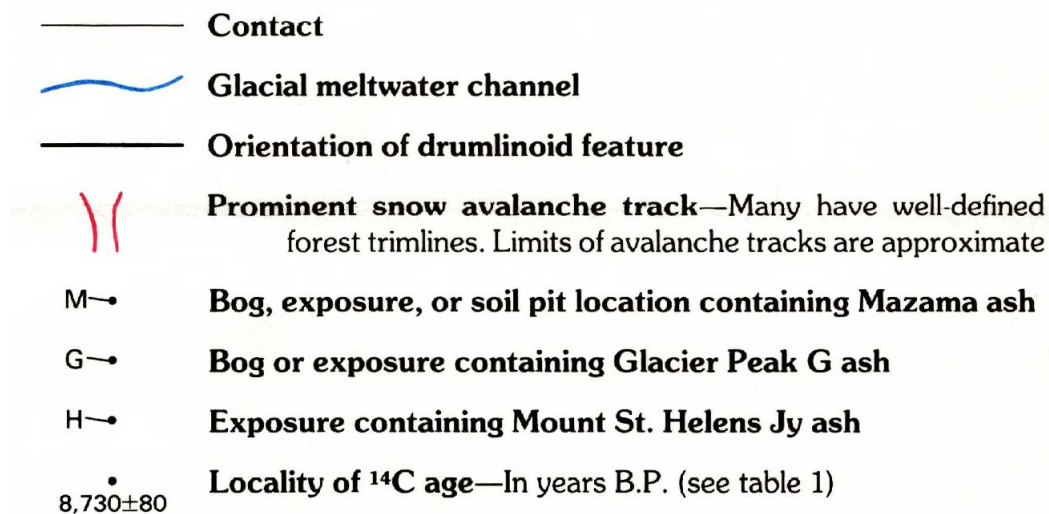 Contact
Glacial meltwater channel
Orientation of drumlinoid feature
Prominent snow avalanche track—Many have well-defined
forest trimlines. Limits of avalanche tracks are approximate
M Bog, exposure, or soil pit location containing Mazama ash
G Bog or exposure containing Glacier Peak G ash
H Exposure containing Mount St. Helens Jy ash
Locality of ¹⁴C age—In years B.P. (see table 1)
8,730±80